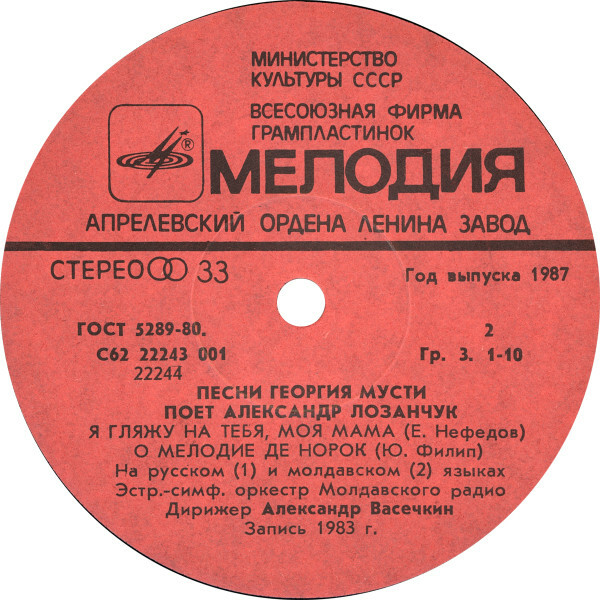 МИНИСТЕРСТВО
КУЛЬТУРЫ СССР
ВСЕСОЮЗНАЯ ФИРМА
ГРАМПЛАСТИНОК
®
МЕЛОДИЯ
АПРЕЛЕВСКИЙ ОРДЕНА ЛЕНИНА ЗАВОД
СТЕРЕО 33
Год выпуска 1987
ГОСТ 5289-80.
2
С62 22243 001
Гр. 3. 1-10
22244
ПЕСНИ ГЕОРГИЯ МУСТИ
ПОЕТ АЛЕКСАНДР ЛОЗАНЧУК
Я ГЛЯЖУ НА ТЕБЯ, МОЯ МАМА (Е. Нефедов)
О МЕЛОДИЕ ДЕ НОРОК (Ю. Филип)
На русском (1) и молдавском (2) языках
Эстр.-симф. оркестр Молдавского радио
Дирижер Александр Васечкин
Запись 1983 г.